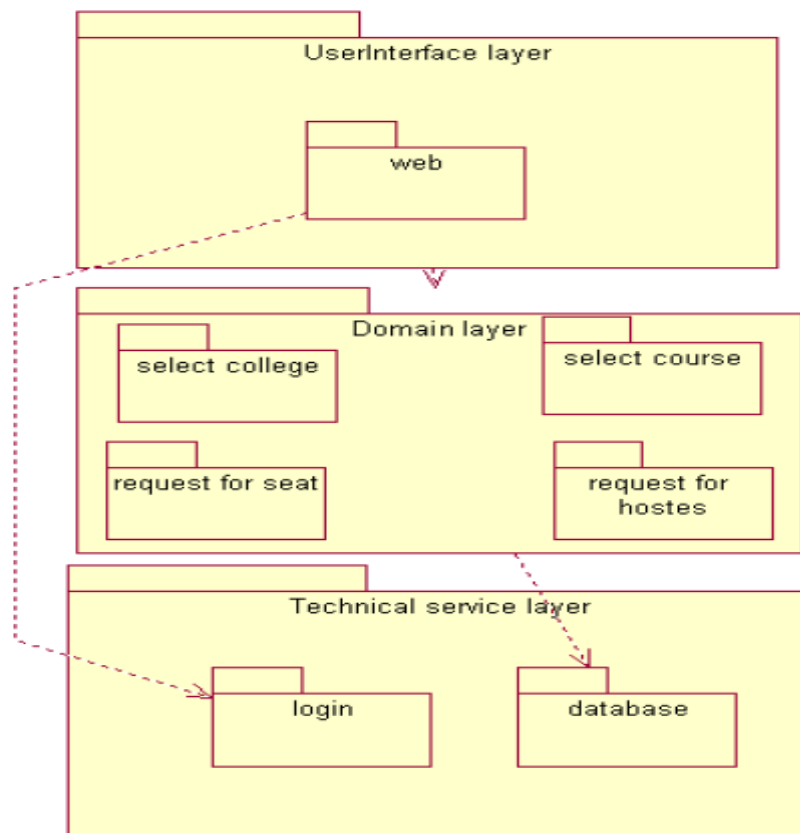 UserInterface layer
web
Domain layer
select college
select course
request for seat
request for
hostes
Technical service layer
login
database